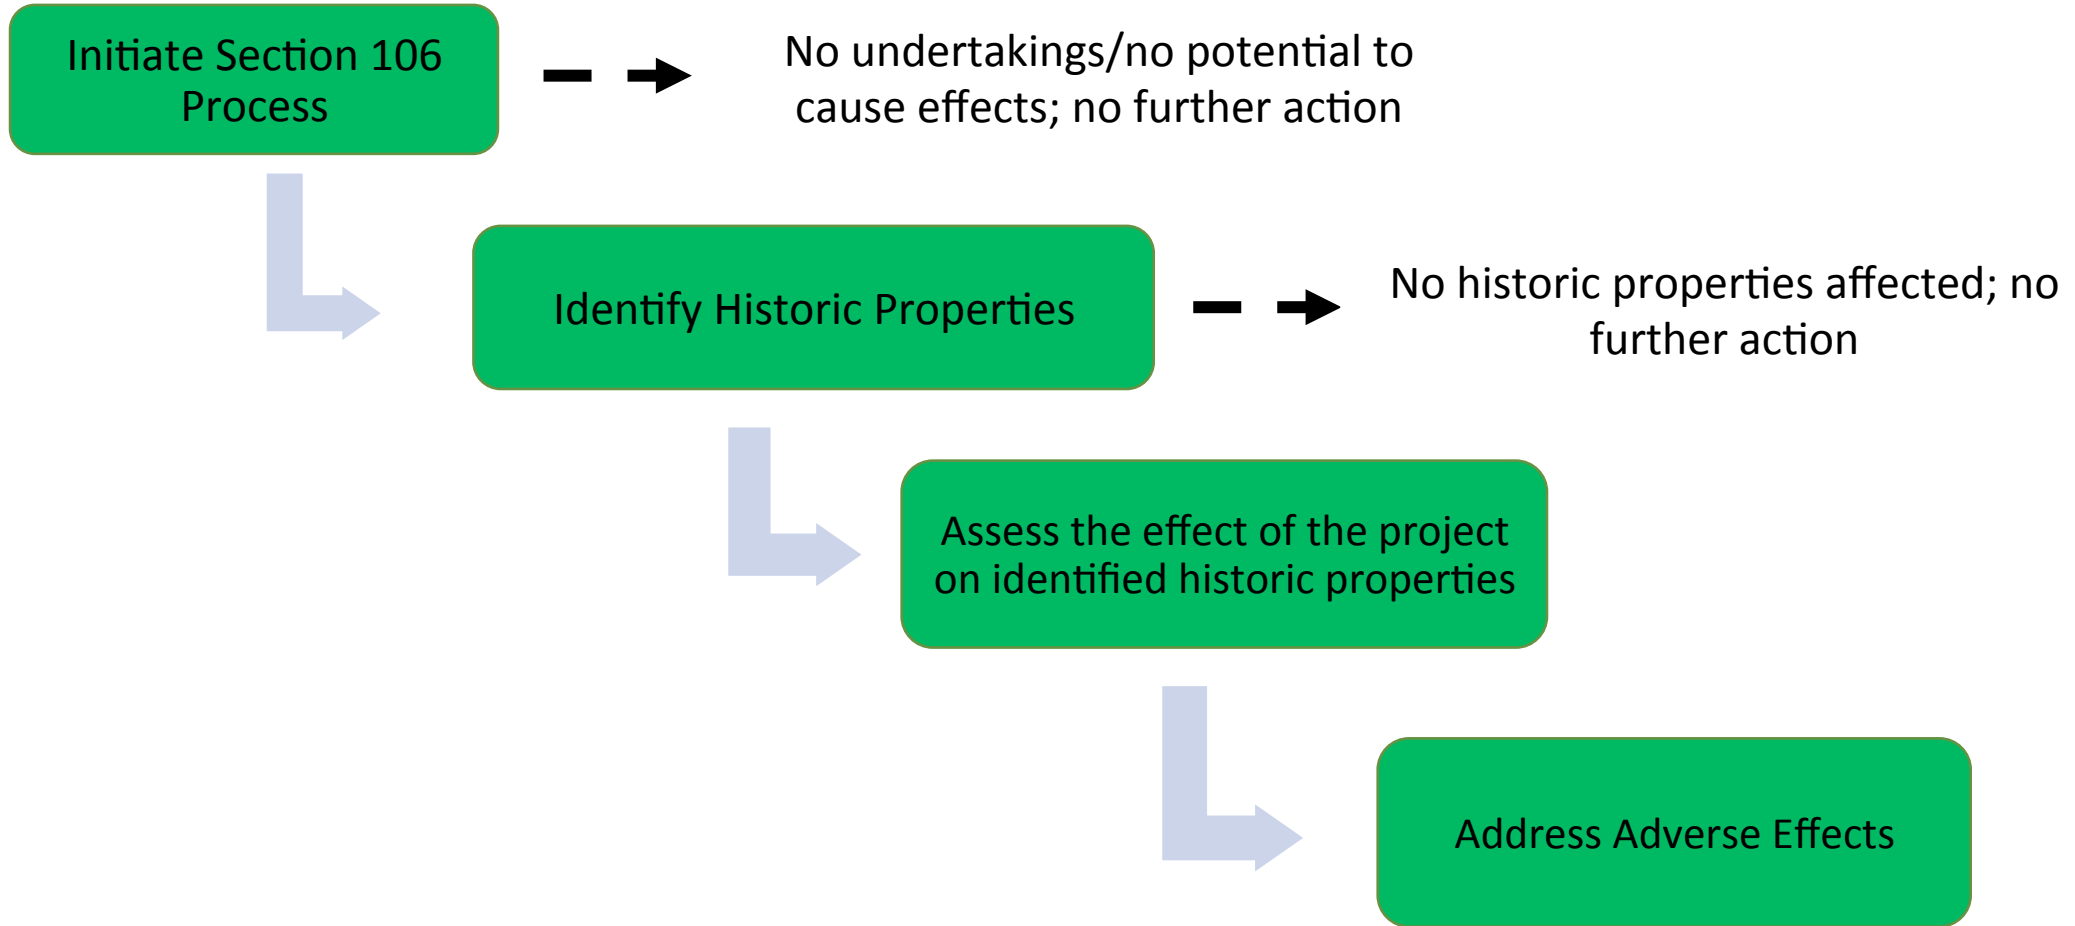 Initiate Section 106
Process
No undertakings/no potential to
cause effects; no further action
Identify Historic Properties
No historic properties affected; no
further action
Assess the effect of the project
on identified historic properties
Address Adverse Effects